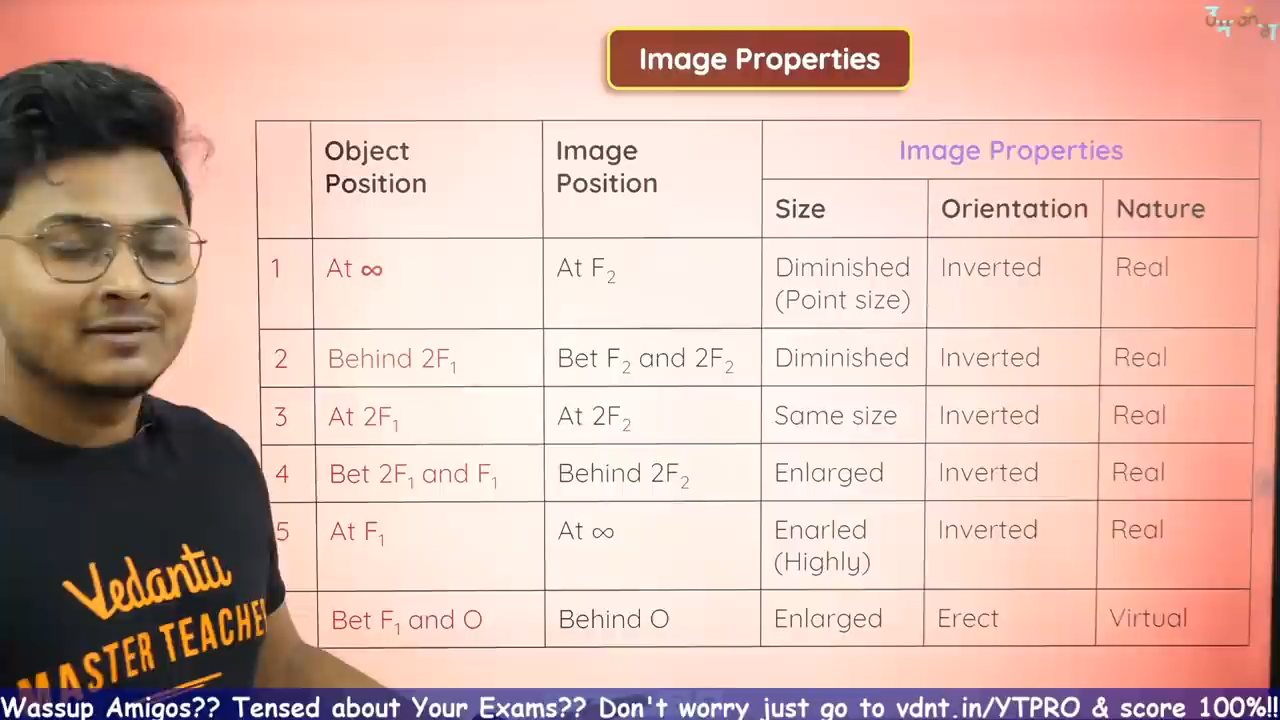 Image Properties
Object Position
Image Position
Image Properties
Size
Orientation
Nature
1
At ∞
At F₂
Diminished (Point size)
Inverted
Real
2
Behind 2F₁
Bet F₂ and 2F₂
Diminished
Inverted
Real
3
At 2F₁
At 2F₂
Same size
Inverted
Real
4
Bet 2F₁ and F₁
Behind 2F₂
Enlarged
Inverted
Real
5
At F₁
At ∞
Enarled (Highly)
Inverted
Real
Bet F₁ and O
Behind O
Enlarged
Erect
Virtual
Vedantu
MASTER TEACHER
Wassup Amigos?? Tensed about Your Exams?? Don't worry just go to vdnt.in/YTPRO & score 100%!!